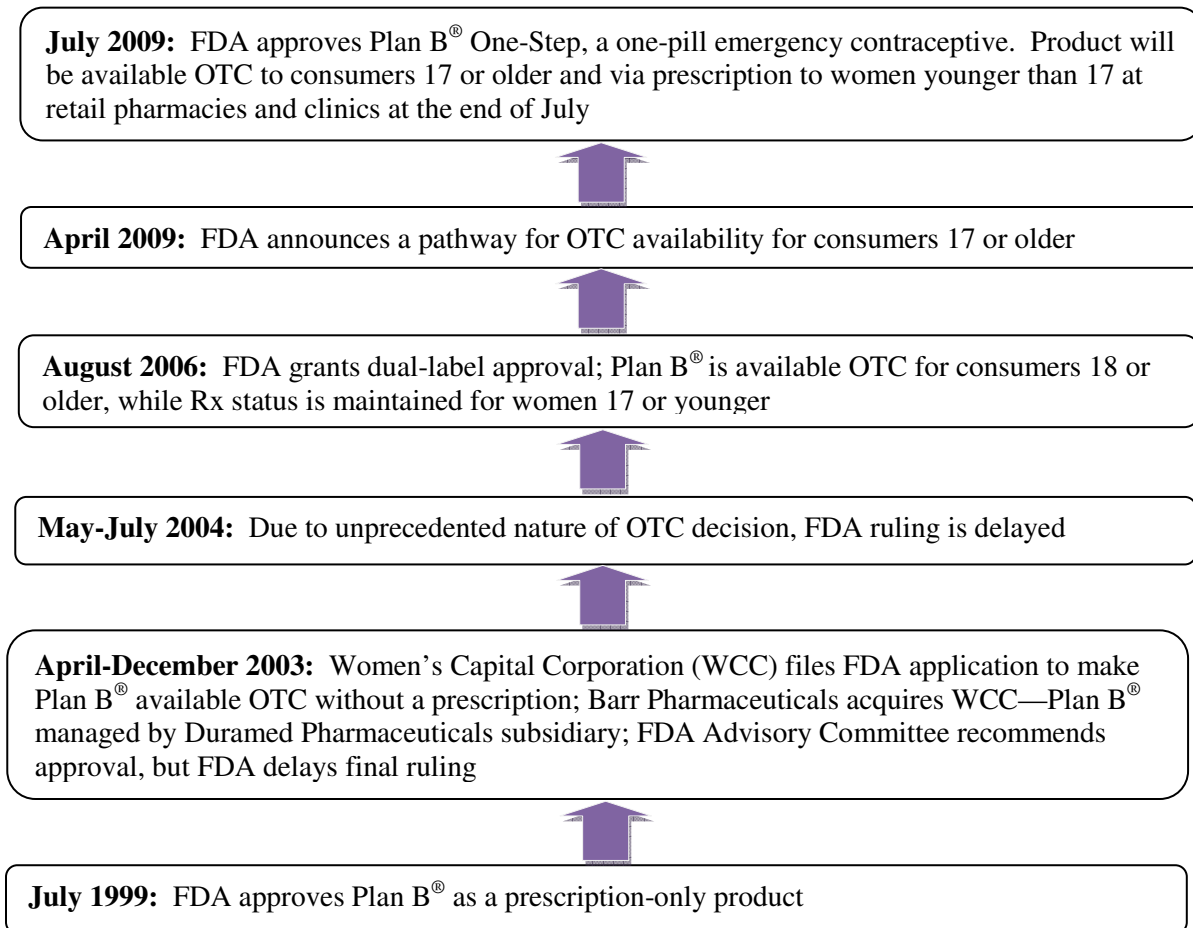 July 2009: FDA approves Plan B® One-Step, a one-pill emergency contraceptive. Product will
be available OTC to consumers 17 or older and via prescription to women younger than 17 at
retail pharmacies and clinics at the end of July
April 2009: FDA announces a pathway for OTC availability for consumers 17 or older
August 2006: FDA grants dual-label approval; Plan B® is available OTC for consumers 18 or
older, while Rx status is maintained for women 17 or younger
May-July 2004: Due to unprecedented nature of OTC decision, FDA ruling is delayed
April-December 2003: Women’s Capital Corporation (WCC) files FDA application to make
Plan B® available OTC without a prescription; Barr Pharmaceuticals acquires WCC—Plan B®
managed by Duramed Pharmaceuticals subsidiary; FDA Advisory Committee recommends
approval, but FDA delays final ruling
July 1999: FDA approves Plan B® as a prescription-only product